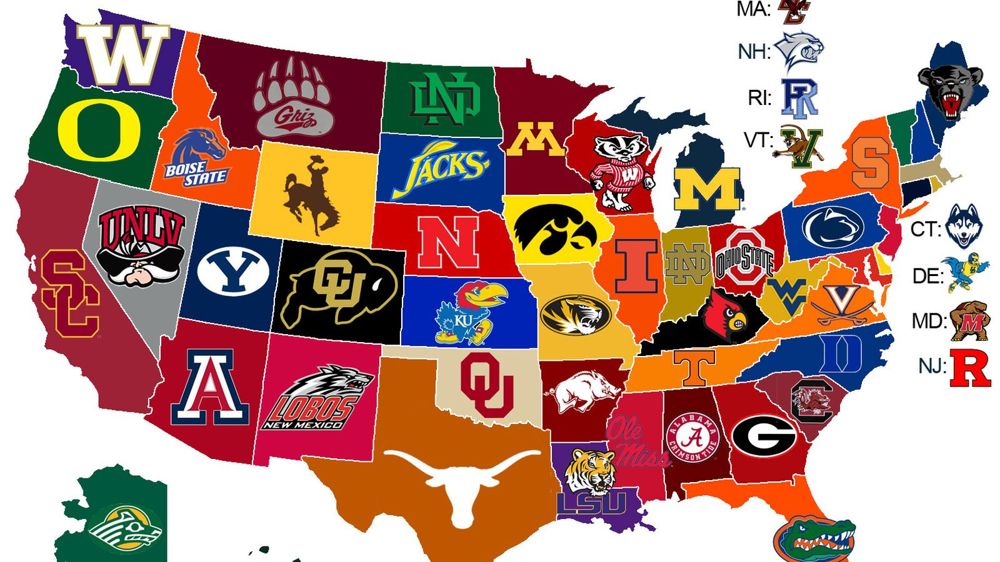 MA:
BC
NH:
RI:
RI
VT:
V
W
O
Griz
BOISE
STATE
ND
M
W
M
S
JACKS
UNLV
Y
CU
N
KU
I
ND
OHIO STATE
WV
V
CT:
DE:
MD:
M
NJ:
R
SC
A
LOBOS
NEW MEXICO
OU
T
D
C
Ole
Miss
ALABAMA
A
CRIMSON TIDE
G
LSU